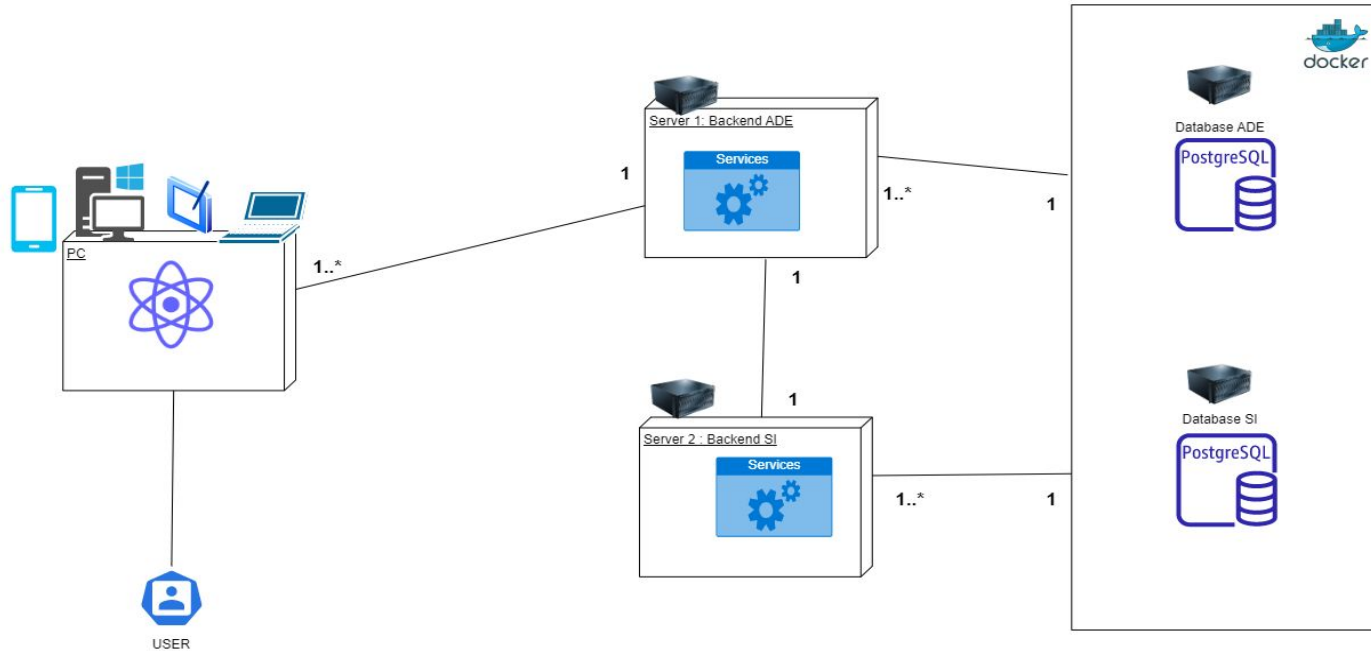 docker
Database ADE
PostgreSQL
Server 1: Backend ADE
Services
1
1..*
1
PC
1..*
1
1
Database SI
PostgreSQL
Server 2 : Backend SI
Services
1..*
1
USER